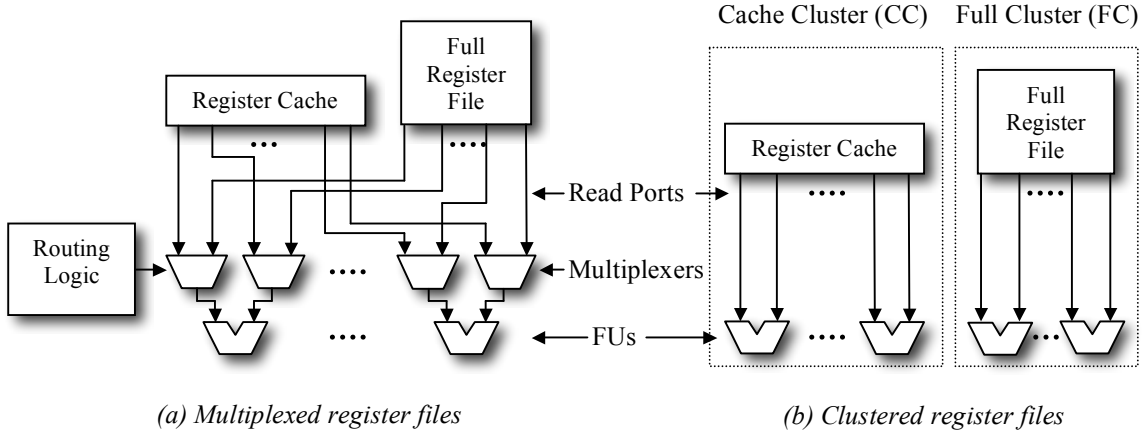 Cache Cluster (CC)
Full Cluster (FC)
Full
Register
File
Register Cache
....
...
Routing
Logic
....
....
Read Ports
Multiplexers
FUs
Register Cache
....
....
Full
Register
File
....
...
(a) Multiplexed register files
(b) Clustered register files